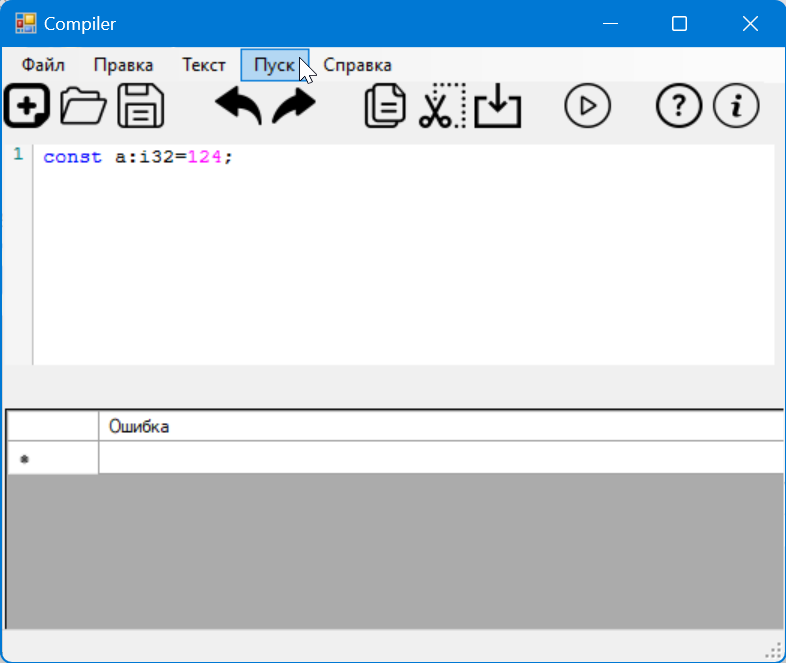 Compiler
Файл Правка Текст Пуск Справка
1 const a:i32=124;
Ошибка